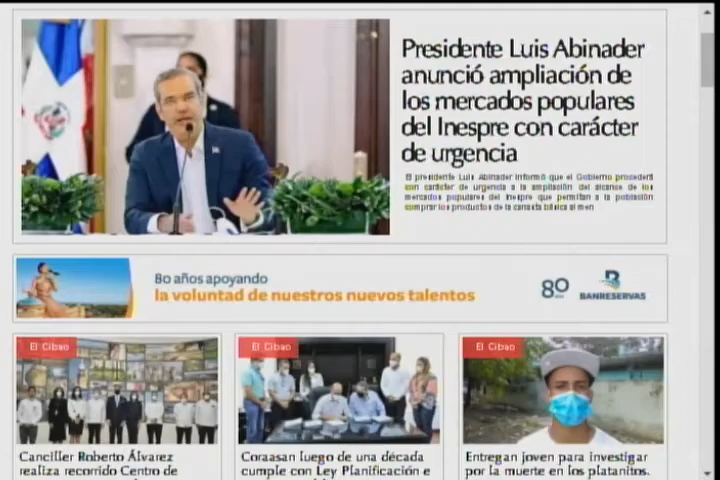 Presidente Luis Abinader
anunció ampliación de
los mercados populares
del Inespre con carácter
de urgencia
El presidente Luis Abinader informó que el Gobierno procederá
con carácter de urgencia a la ampliación del alcance de los
mercados populares del Inespre que permitan a la población
comprar los productos de la canasta básica al men
80 años apoyando
la voluntad de nuestros nuevos talentos
80
BANRESERVAS
El Cibao
El Cibao
El Cibao
Canciller Roberto Álvarez
realiza recorrido Centro de
Coraasan luego de una década
cumple con Ley Planificación e
Entregan joven para investigar
por la muerte en los platanitos.